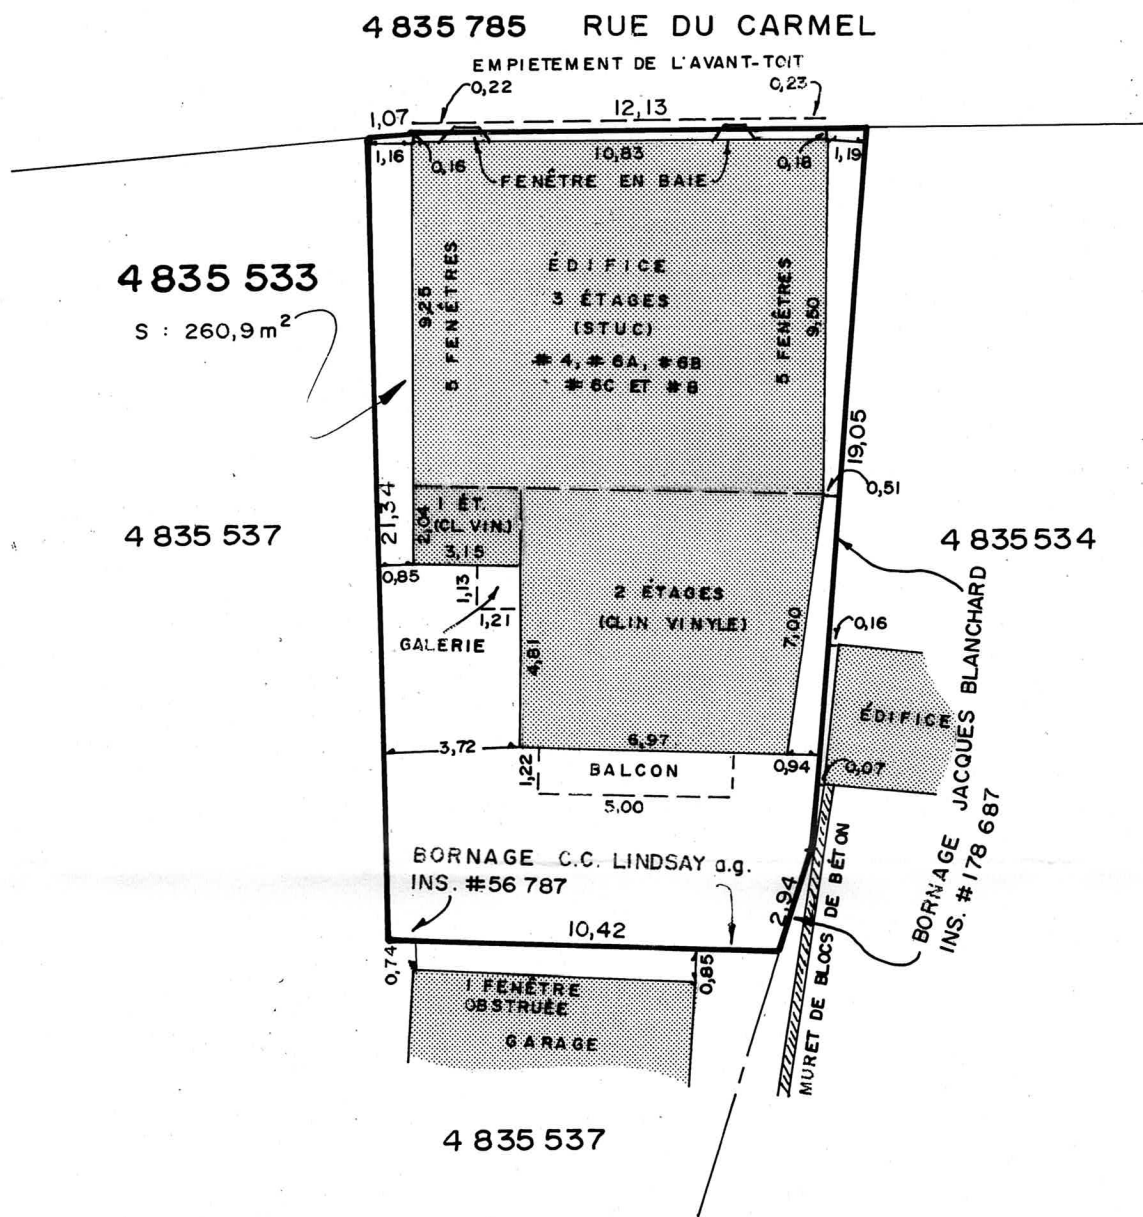 4 835 785 RUE DU CARMEL
EMPIETEMENT DE L'AVANT-TOIT
0,22
0,23
1,07
12,13
1,16
0,16
10,83
0,18
1,19
FENÊTRE EN BAIE
4 835 533
S : 260,9 m²
9,25
5 FENÊTRES
ÉDIFICE
3 ÉTAGES
(STUC)
# 4, # 6A, # 6B
# 6C ET # 8
5 FENÊTRES
9,50
19,05
0,51
21,34
2,04
1 ÉT.
(CL. VIN.)
3,15
4 835 537
4 835 534
0,85
1,13
1,21
GALERIE
4,81
2 ÉTAGES
(CLIN VINYLE)
7,00
0,16
ÉDIFICE
3,72
6,97
0,94
0,07
1,22
BALCON
5,00
BORNAGE JACQUES BLANCHARD
INS. # 178 687
BORNAGE C.C. LINDSAY a.g.
INS. # 56 787
2,94
MURET DE BLOCS DE BÉTON
10,42
0,74
0,85
1 FENÊTRE
OBSTRUÉE
GARAGE
4 835 537